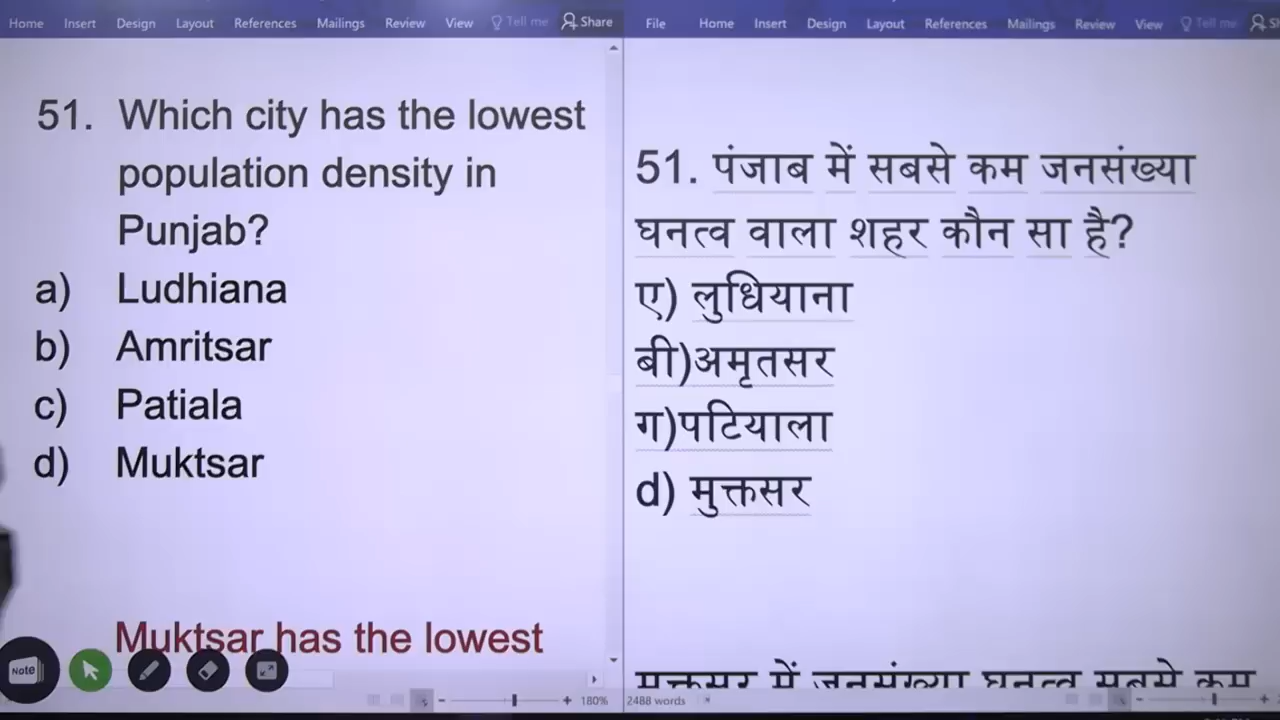 Home Insert Design Layout References Mailings Review View Tell me Share
File Home Insert Design Layout References Mailings Review View Tell me
51. Which city has the lowest
population density in
Punjab?
a) Ludhiana
b) Amritsar
c) Patiala
d) Muktsar
Muktsar has the lowest
51. पंजाब में सबसे कम जनसंख्या
घनत्व वाला शहर कौन सा है?
ए) लुधियाना
बी)अमृतसर
ग)पटियाला
d) मुक्तसर
मुक्तसर में जनसंख्या घनत्व सबसे कम
Note
180%
2488 words